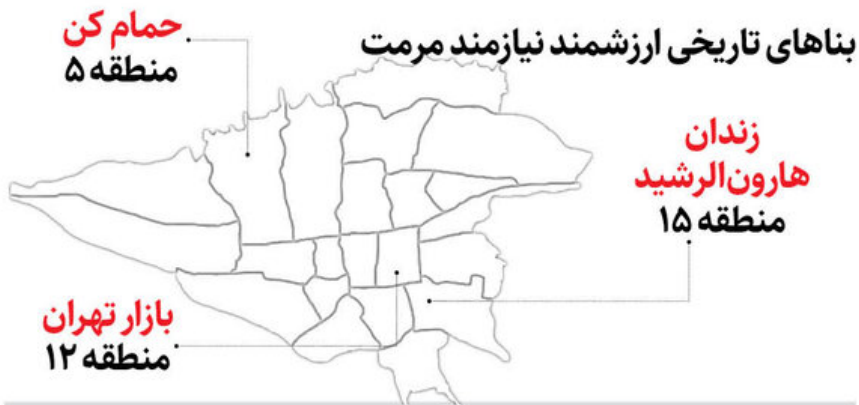 بناهای تاریخی ارزشمند نیازمند مرمت
حمام کن
منطقه ۵
زندان
هارون‌الرشید
منطقه ۱۵
بازار تهران
منطقه ۱۲